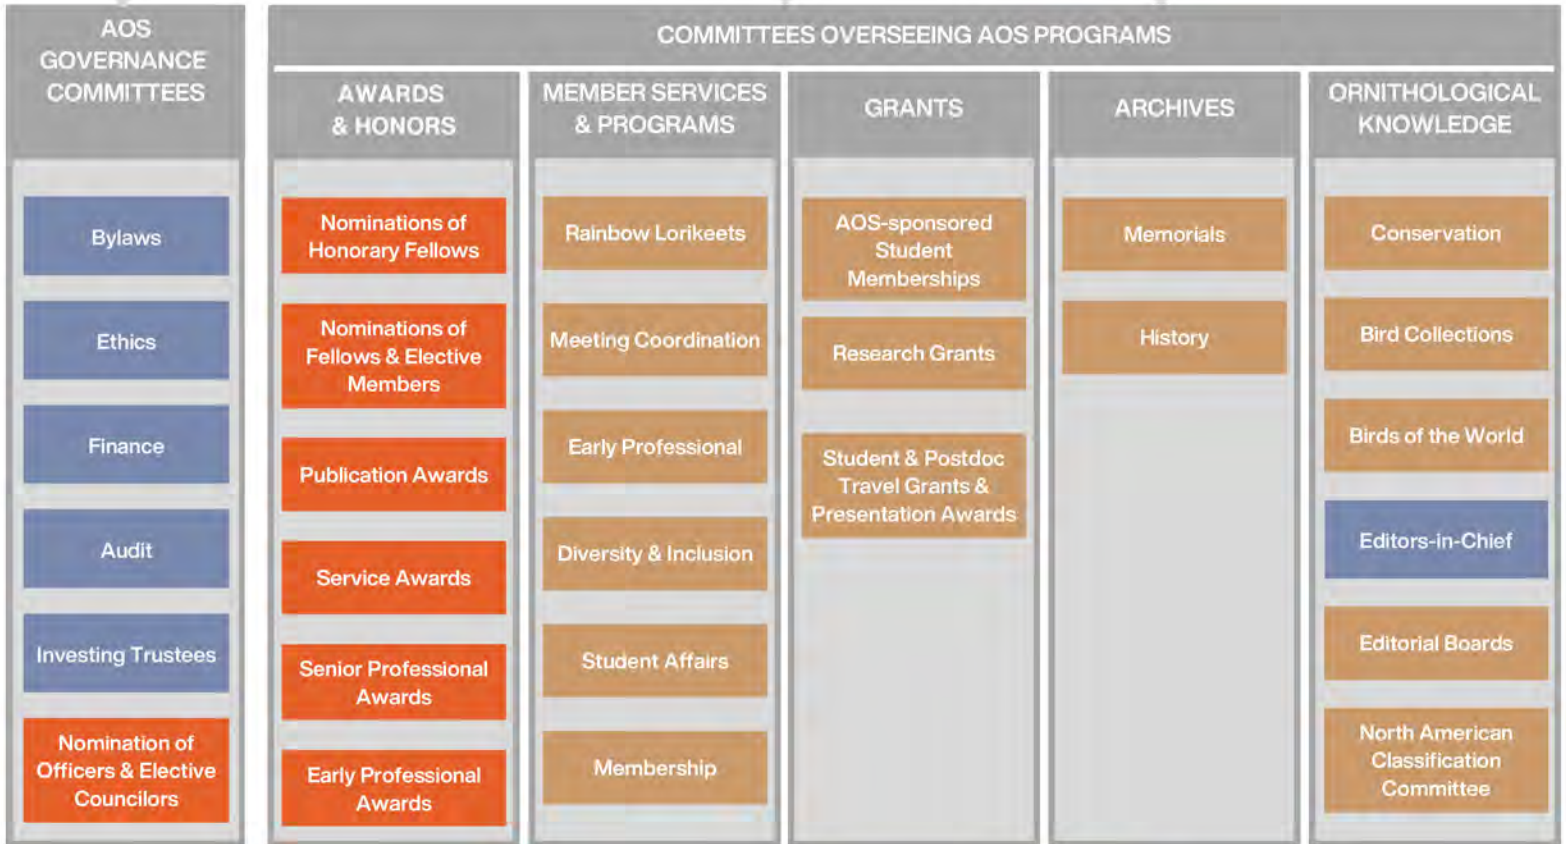 AOS
GOVERNANCE
COMMITTEES
Bylaws
Ethics
Finance
Audit
Investing Trustees
Nomination of
Officers & Elective
Councilors
COMMITTEES OVERSEEING AOS PROGRAMS
AWARDS
& HONORS
Nominations of
Honorary Fellows
Nominations of
Fellows & Elective
Members
Publication Awards
Service Awards
Senior Professional
Awards
Early Professional
Awards
MEMBER SERVICES
& PROGRAMS
Rainbow Lorikeets
Meeting Coordination
Early Professional
Diversity & Inclusion
Student Affairs
Membership
GRANTS
AOS-sponsored
Student
Memberships
Research Grants
Student & Postdoc
Travel Grants &
Presentation Awards
ARCHIVES
Memorials
History
ORNITHOLOGICAL
KNOWLEDGE
Conservation
Bird Collections
Birds of the World
Editors-in-Chief
Editorial Boards
North American
Classification
Committee